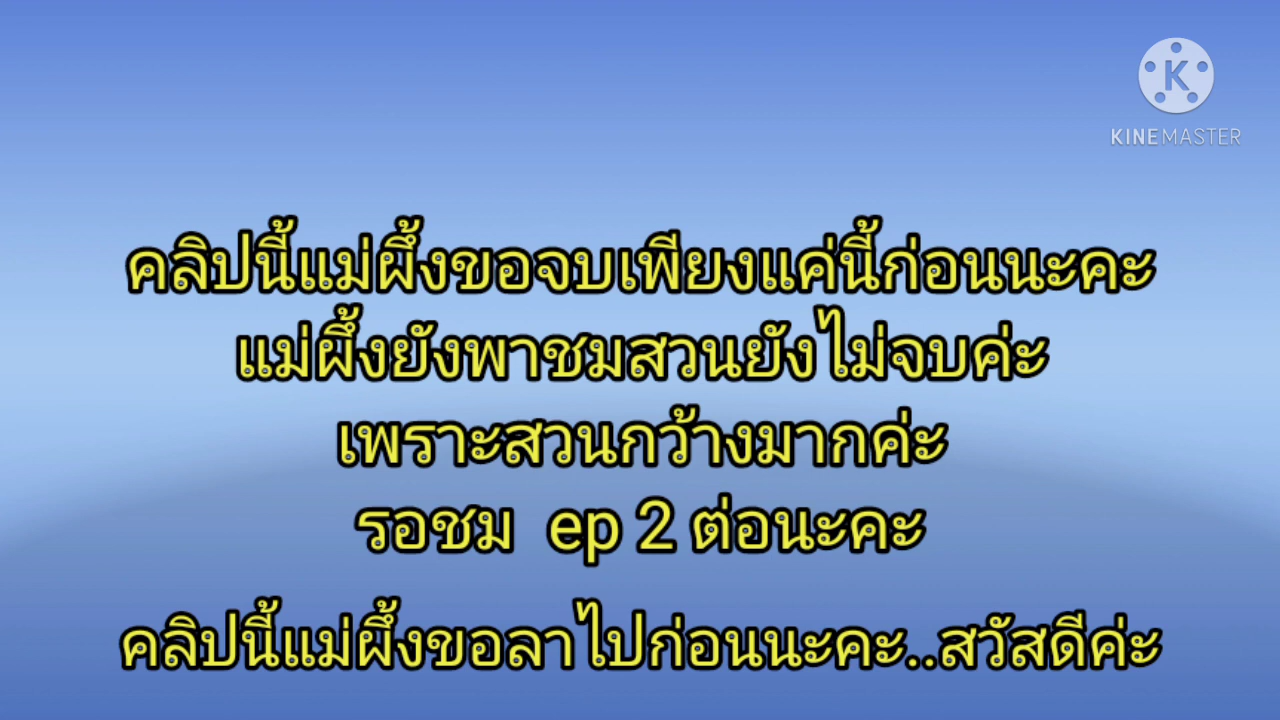 K
KINEMASTER
คลิปนี้แม่ผึ้งขอจบเพียงแค่นี้ก่อนนะคะ
แม่ผึ้งยังพาชมสวนยังไม่จบค่ะ
เพราะสวนกว้างมากค่ะ
รอชม ep 2 ต่อนะคะ
คลิปนี้แม่ผึ้งขอลาไปก่อนนะคะ..สวัสดีค่ะ